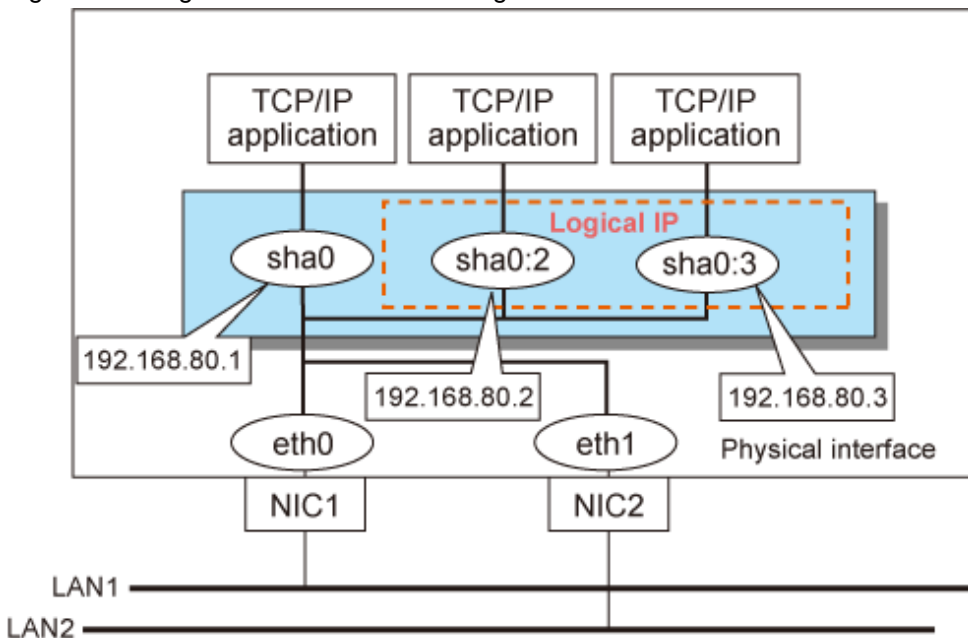 TCP/IP
application
TCP/IP
application
TCP/IP
application
Logical IP
sha0
sha0:2
sha0:3
192.168.80.1
192.168.80.2
192.168.80.3
eth0
eth1
Physical interface
NIC1
NIC2
LAN1
LAN2